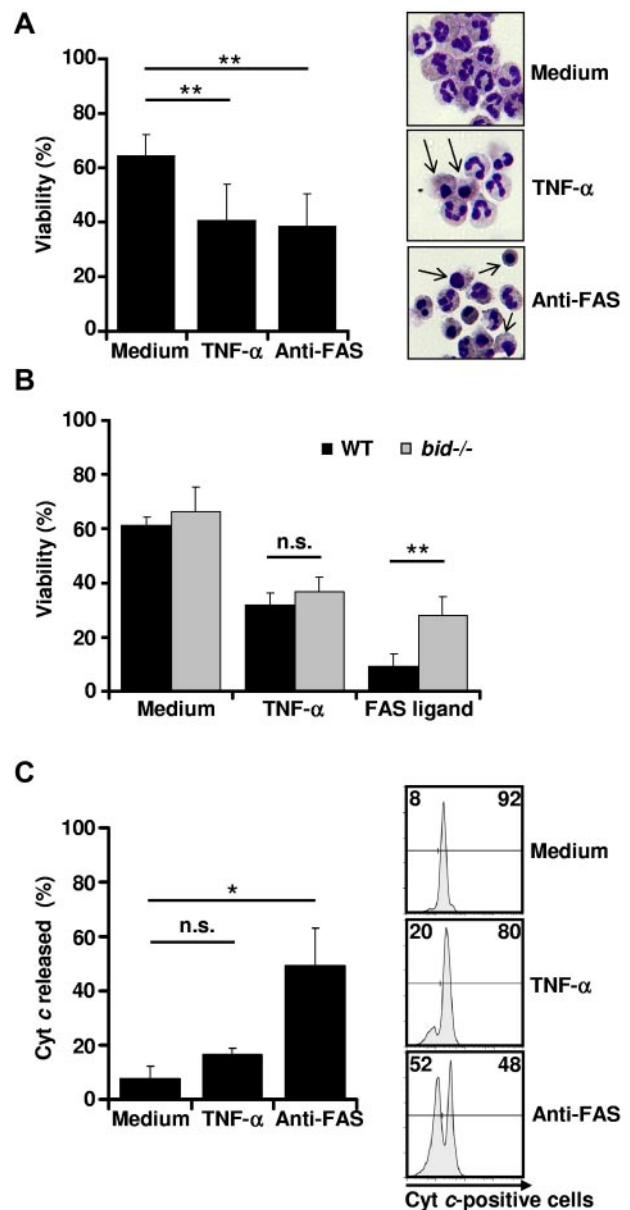 A
100
80
60
40
20
0
Viability (%)
**
**
Medium TNF-α Anti-FAS
Medium
TNF-α
Anti-FAS
B
100
80
60
40
20
0
Viability (%)
WT bid-/-
n.s.
**
Medium TNF-α FAS ligand
C
100
80
60
40
20
0
Cyt c released (%)
*
n.s.
Medium TNF-α Anti-FAS
8 92
Medium
20 80
TNF-α
52 48
Anti-FAS
Cyt c-positive cells